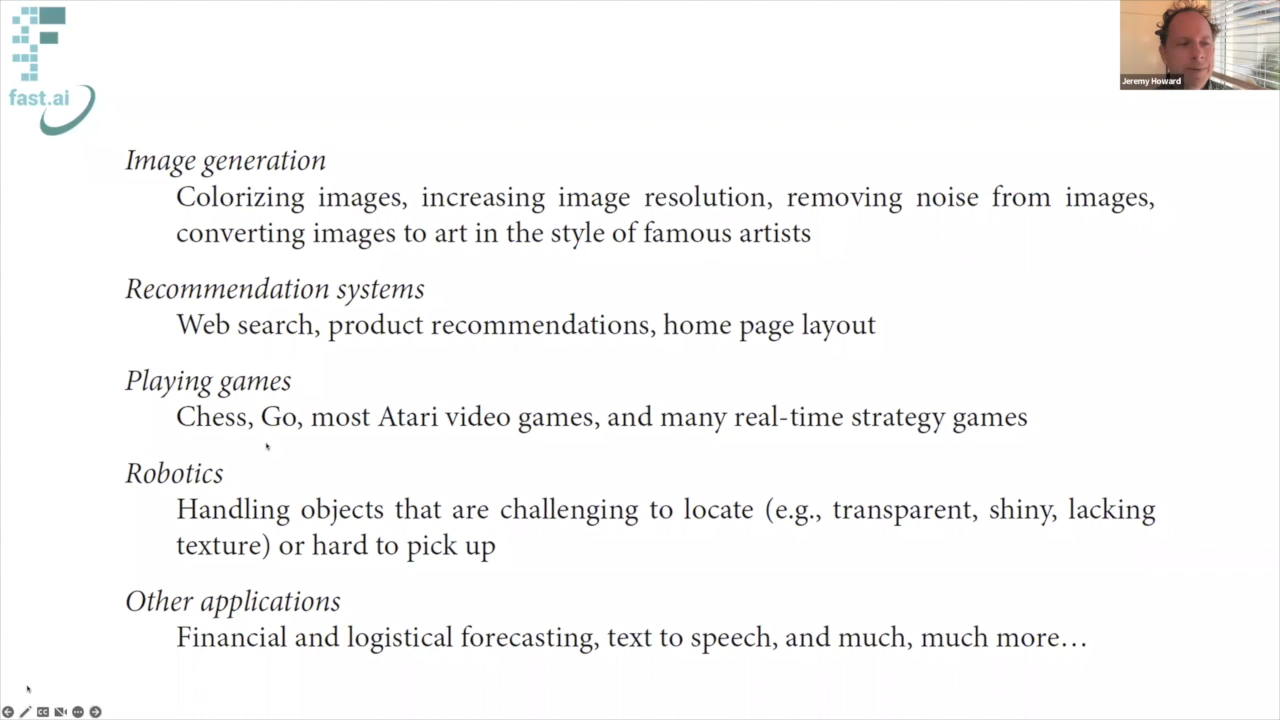 fast.ai
Jeremy Howard
Image generation
Colorizing images, increasing image resolution, removing noise from images,
converting images to art in the style of famous artists
Recommendation systems
Web search, product recommendations, home page layout
Playing games
Chess, Go, most Atari video games, and many real-time strategy games
Robotics
Handling objects that are challenging to locate (e.g., transparent, shiny, lacking
texture) or hard to pick up
Other applications
Financial and logistical forecasting, text to speech, and much, much more…